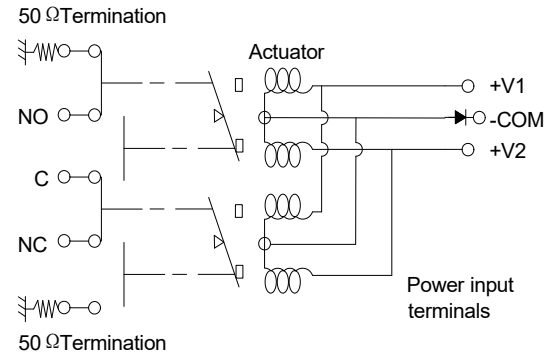 50 ΩTermination
Actuator
+V1
NO
-COM
+V2
C
NC
Power input
terminals
50 ΩTermination